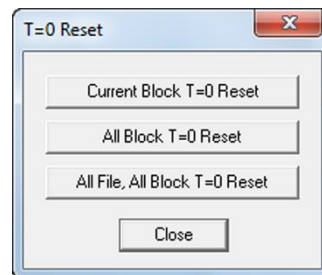 T=0 Reset
Current Block T=0 Reset
All Block T=0 Reset
All File, All Block T=0 Reset
Close